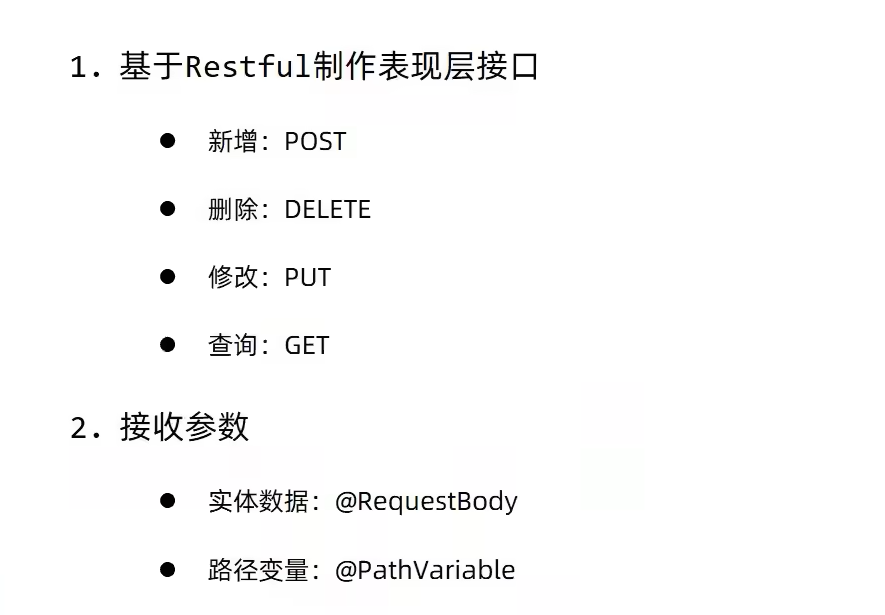 1. 基于Restful制作表现层接口
● 新增：POST
● 删除：DELETE
● 修改：PUT
● 查询：GET
2. 接收参数
● 实体数据：@RequestBody
● 路径变量：@PathVariable